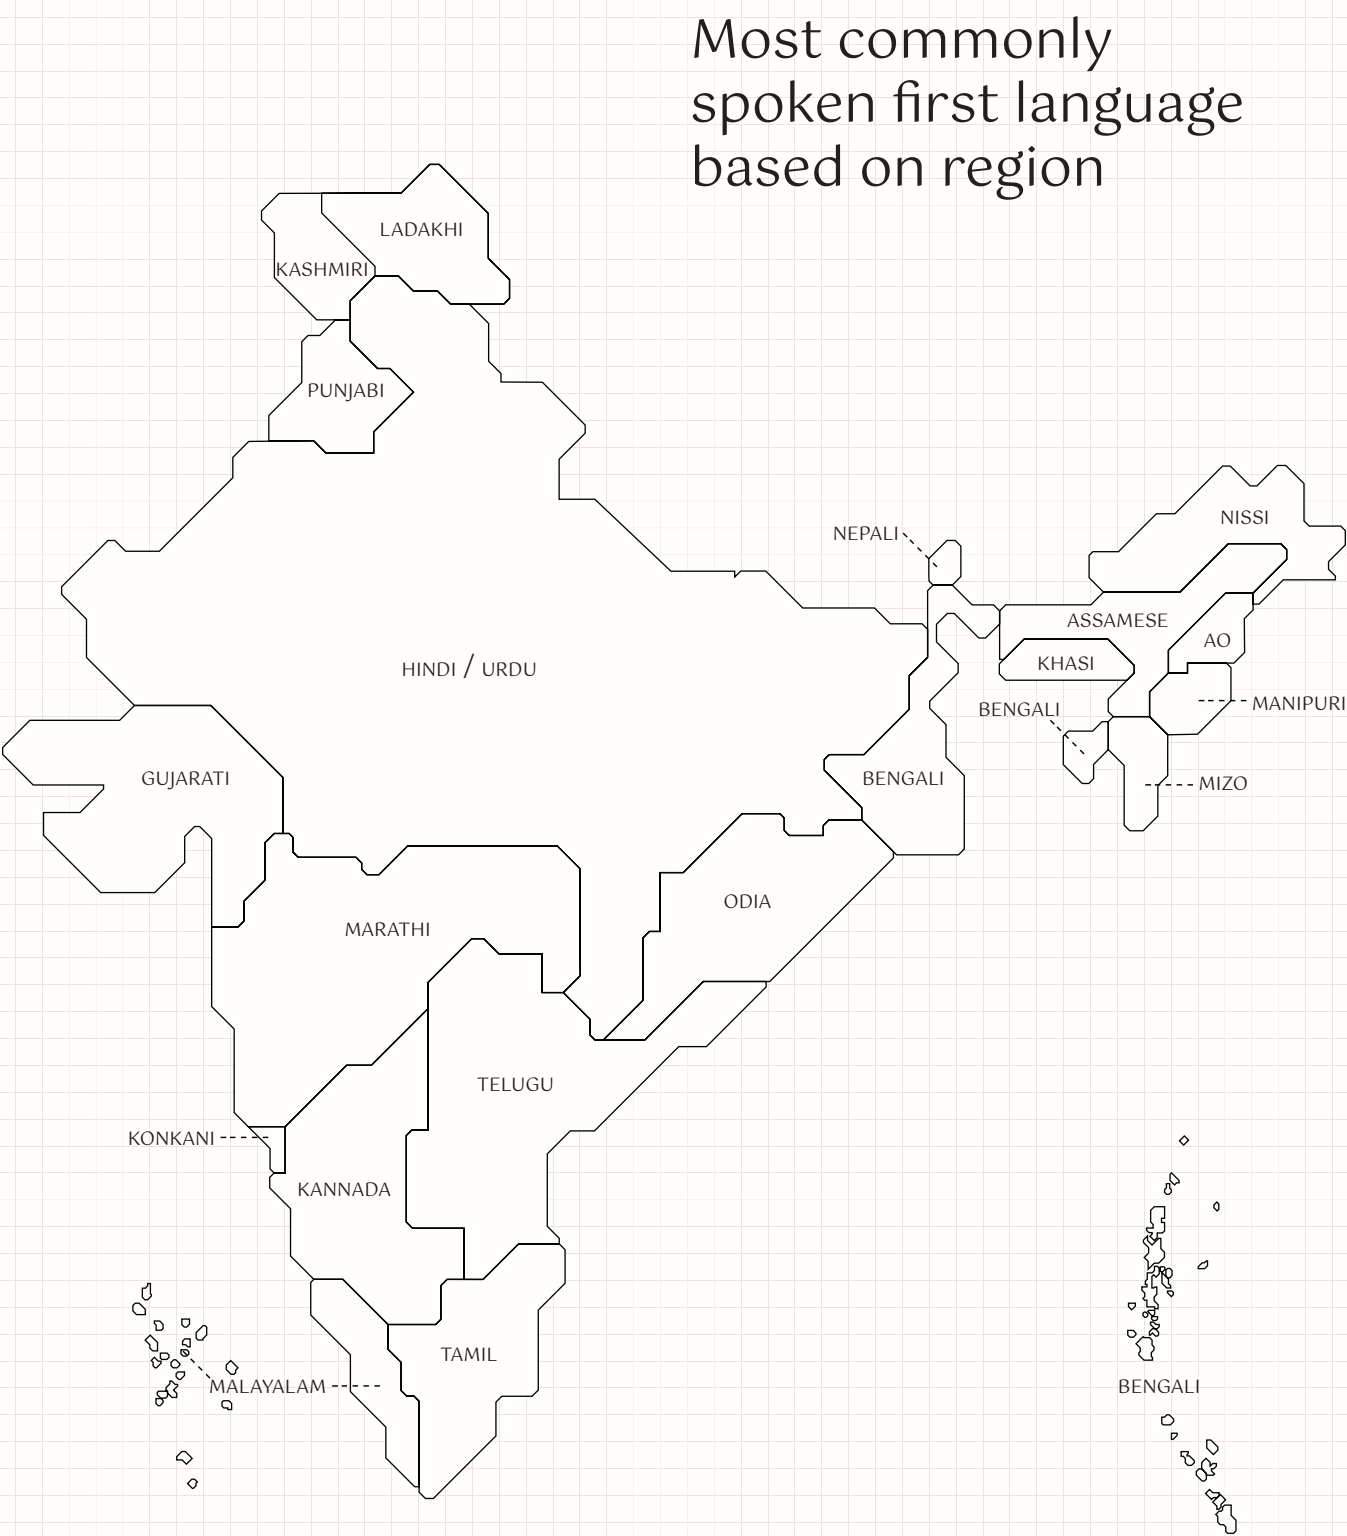 Most commonly
spoken first language
based on region
LADAKHI
KASHMIRI
PUNJABI
NISSI
NEPALI
ASSAMESE
AO
KHASI
HINDI / URDU
MANIPURI
BENGALI
GUJARATI
BENGALI
MIZO
ODIA
MARATHI
TELUGU
KONKANI
KANNADA
TAMIL
MALAYALAM
BENGALI